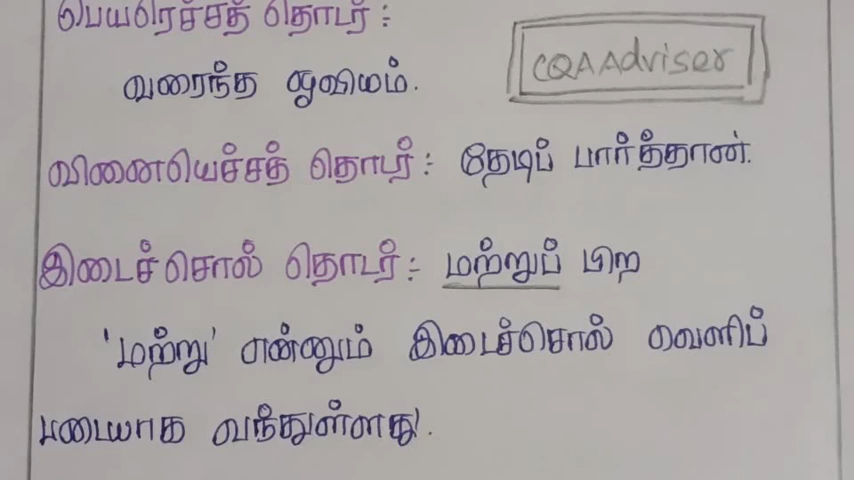 பெயரெச்சத் தொடர் :
CQAAdviser
வரைந்த ஓவியம்.
வினையெச்சத் தொடர் : தேடிப் பார்த்தான்.
இடைச்சொல் தொடர் :- மற்றுப் பிற
'மற்று' என்னும் இடைச்சொல் வெளிப்
படையாக வந்துள்ளது.